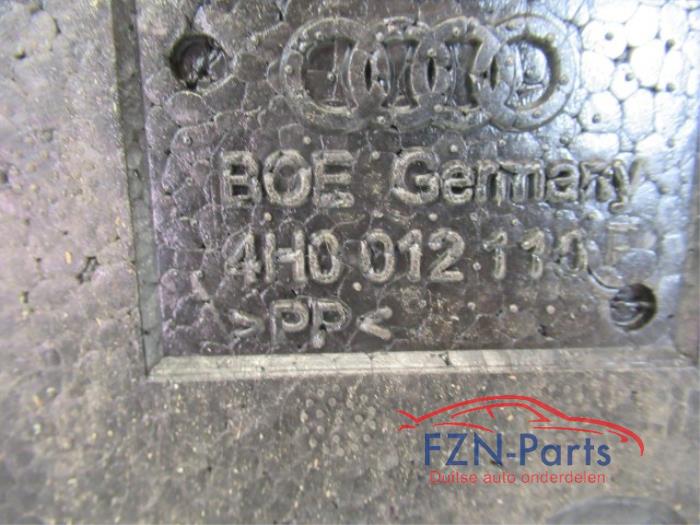 BOE Germany
4H0 012 110 F
>PP<
FZN-Parts
Duitse auto onderdelen